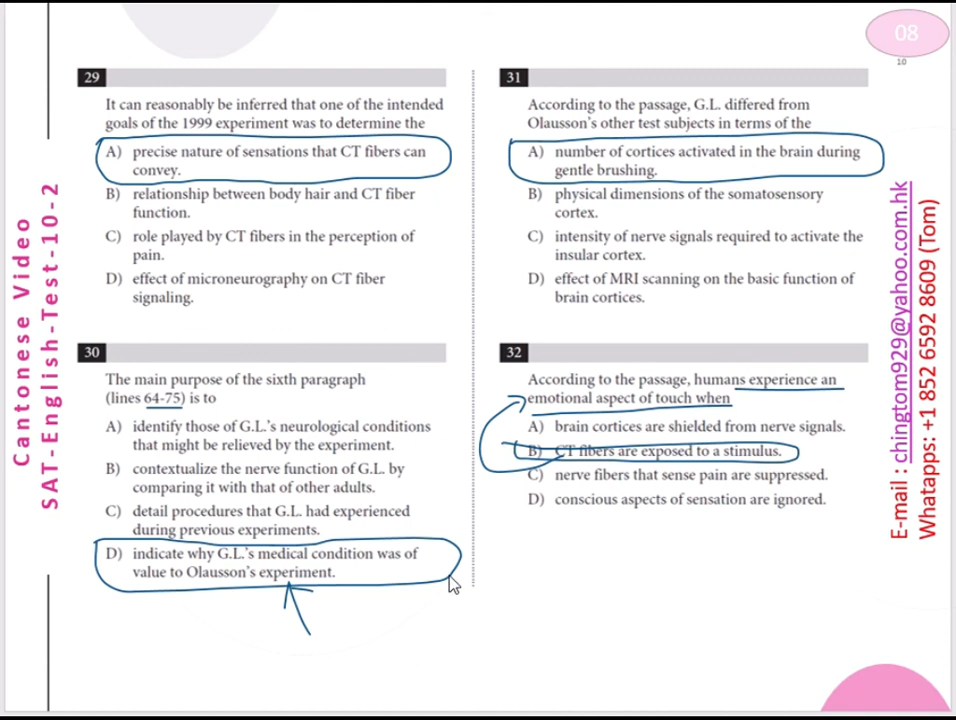 08
10
Cantonese Video
SAT-English-Test-10-2
29
It can reasonably be inferred that one of the intended
goals of the 1999 experiment was to determine the
A) precise nature of sensations that CT fibers can
convey.
B) relationship between body hair and CT fiber
function.
C) role played by CT fibers in the perception of
pain.
D) effect of microneurography on CT fiber
signaling.
30
The main purpose of the sixth paragraph
(lines 64-75) is to
A) identify those of G.L.'s neurological conditions
that might be relieved by the experiment.
B) contextualize the nerve function of G.L. by
comparing it with that of other adults.
C) detail procedures that G.L. had experienced
during previous experiments.
D) indicate why G.L.'s medical condition was of
value to Olausson's experiment.
31
According to the passage, G.L. differed from
Olausson's other test subjects in terms of the
A) number of cortices activated in the brain during
gentle brushing.
B) physical dimensions of the somatosensory
cortex.
C) intensity of nerve signals required to activate the
insular cortex.
D) effect of MRI scanning on the basic function of
brain cortices.
32
According to the passage, humans experience an
emotional aspect of touch when
A) brain cortices are shielded from nerve signals.
B) CT fibers are exposed to a stimulus.
C) nerve fibers that sense pain are suppressed.
D) conscious aspects of sensation are ignored.
E-mail : chingtom929@yahoo.com.hk
Whatapps: +1 852 6592 8609 (Tom)